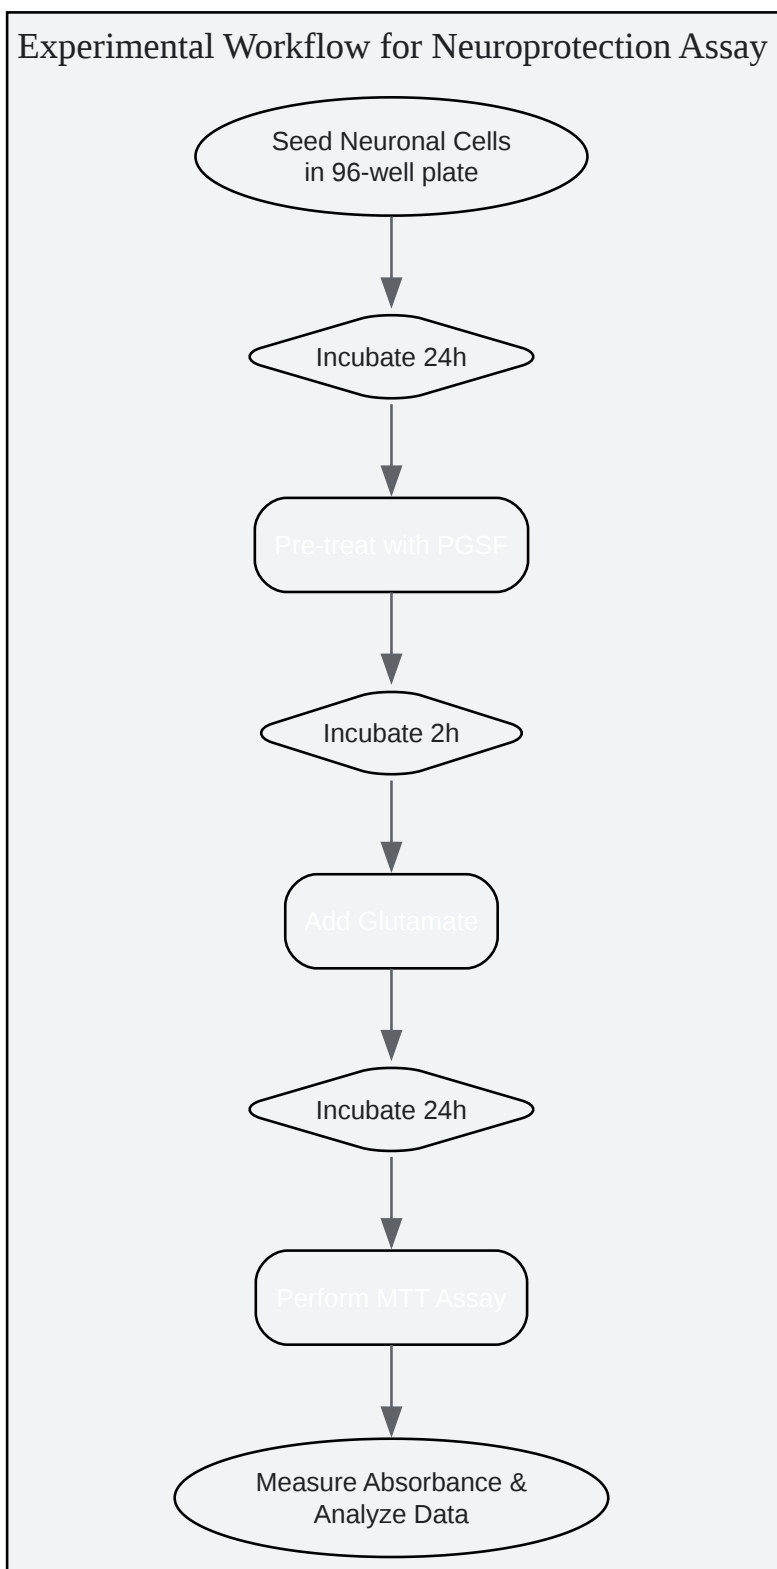 Experimental Workflow for Neuroprotection Assay
Seed Neuronal Cells
in 96-well plate
Incubate 24h
Pre-treat with PGSF
Incubate 2h
Add Glutamate
Incubate 24h
Perform MTT Assay
Measure Absorbance &
Analyze Data